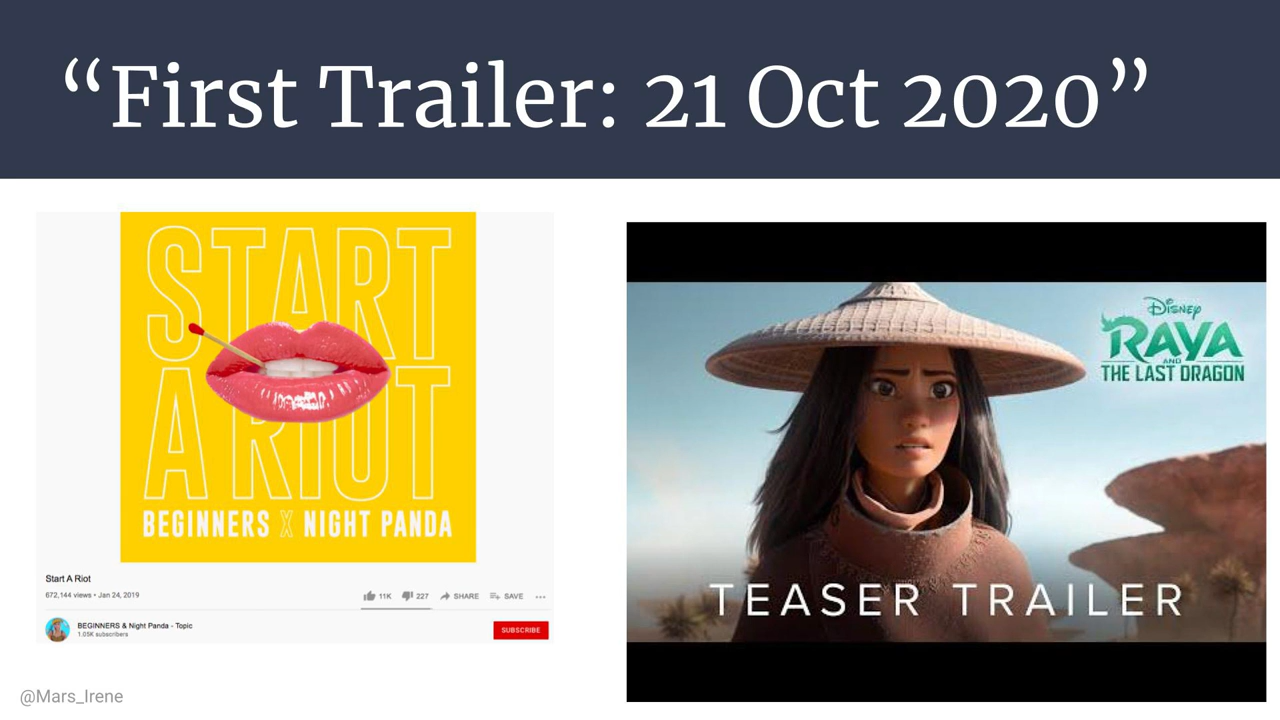 “First Trailer: 21 Oct 2020”
START
A RIOT
BEGINNERS X NIGHT PANDA
Start A Riot
672,144 views • Jan 24, 2019
11K
227
SHARE
SAVE
BEGINNERS & Night Panda - Topic
1.05K subscribers
SUBSCRIBE
Disney
RAYA
AND
THE LAST DRAGON
TEASER TRAILER
@Mars_Irene